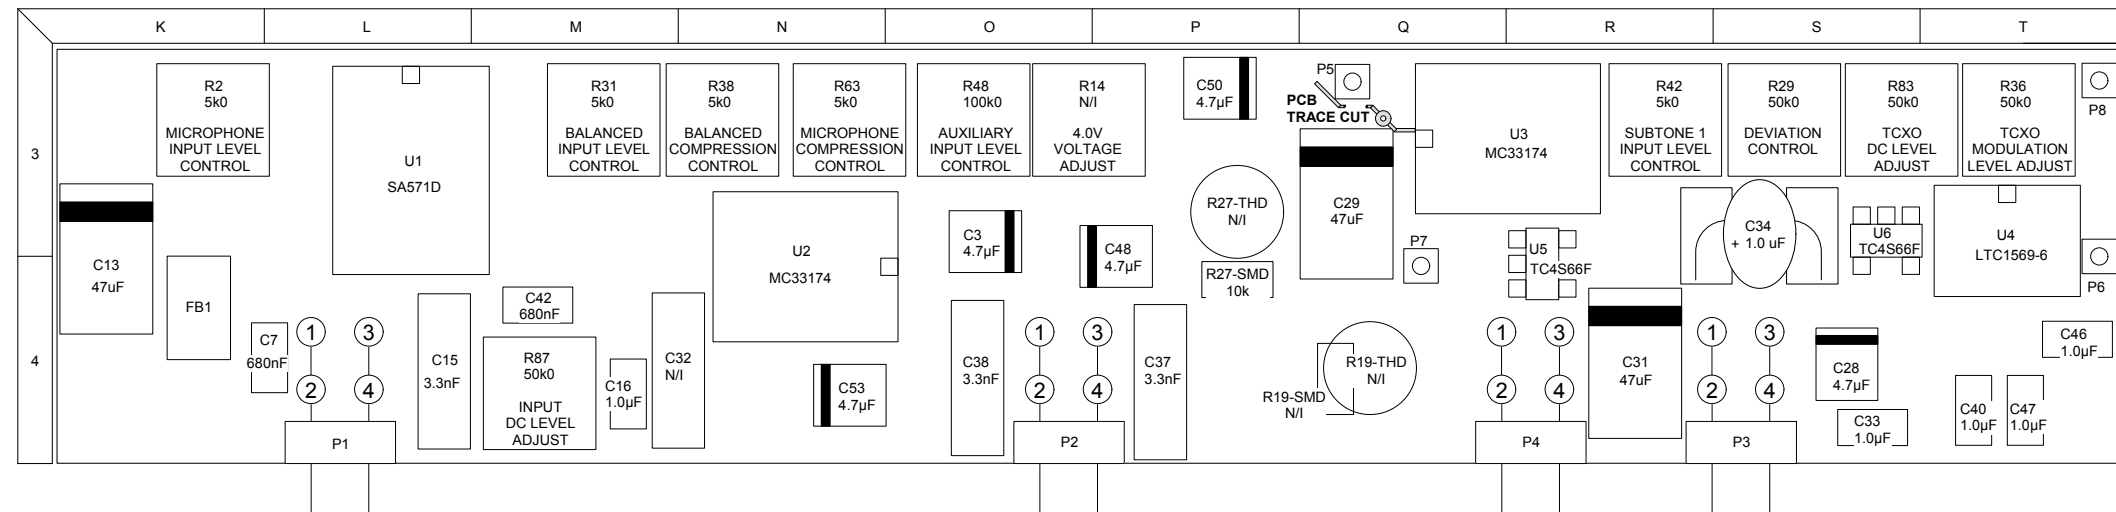 K L M N O P Q R S T
3
4
R2
5k0
MICROPHONE
INPUT LEVEL
CONTROL
U1
SA571D
R31
5k0
BALANCED
INPUT LEVEL
CONTROL
R38
5k0
BALANCED
COMPRESSION
CONTROL
R63
5k0
MICROPHONE
COMPRESSION
CONTROL
R48
100k0
AUXILIARY
INPUT LEVEL
CONTROL
R14
N/I
4.0V
VOLTAGE
ADJUST
C50
4.7µF
P5
PCB
TRACE CUT
U3
MC33174
R42
5k0
SUBTONE 1
INPUT LEVEL
CONTROL
R29
50k0
DEVIATION
CONTROL
R83
50k0
TCXO
DC LEVEL
ADJUST
R36
50k0
TCXO
MODULATION
LEVEL ADJUST
P8
C13
47uF
FB1
U2
MC33174
C3
4.7µF
C48
4.7µF
R27-THD
N/I
R27-SMD
10k
C29
47uF
P7
U5
TC4S66F
C34
+ 1.0 uF
U6
TC4S66F
U4
LTC1569-6
P6
C7
680nF
1 3
2 4
P1
C15
3.3nF
C42
680nF
R87
50k0
INPUT
DC LEVEL
ADJUST
C16
1.0µF
C32
N/I
C53
4.7µF
C38
3.3nF
1 3
2 4
P2
C37
3.3nF
R19-THD
N/I
R19-SMD
N/I
1 3
2 4
P4
C31
47uF
1 3
2 4
P3
C28
4.7µF
C33
1.0µF
C46
1.0µF
C40
1.0µF
C47
1.0µF